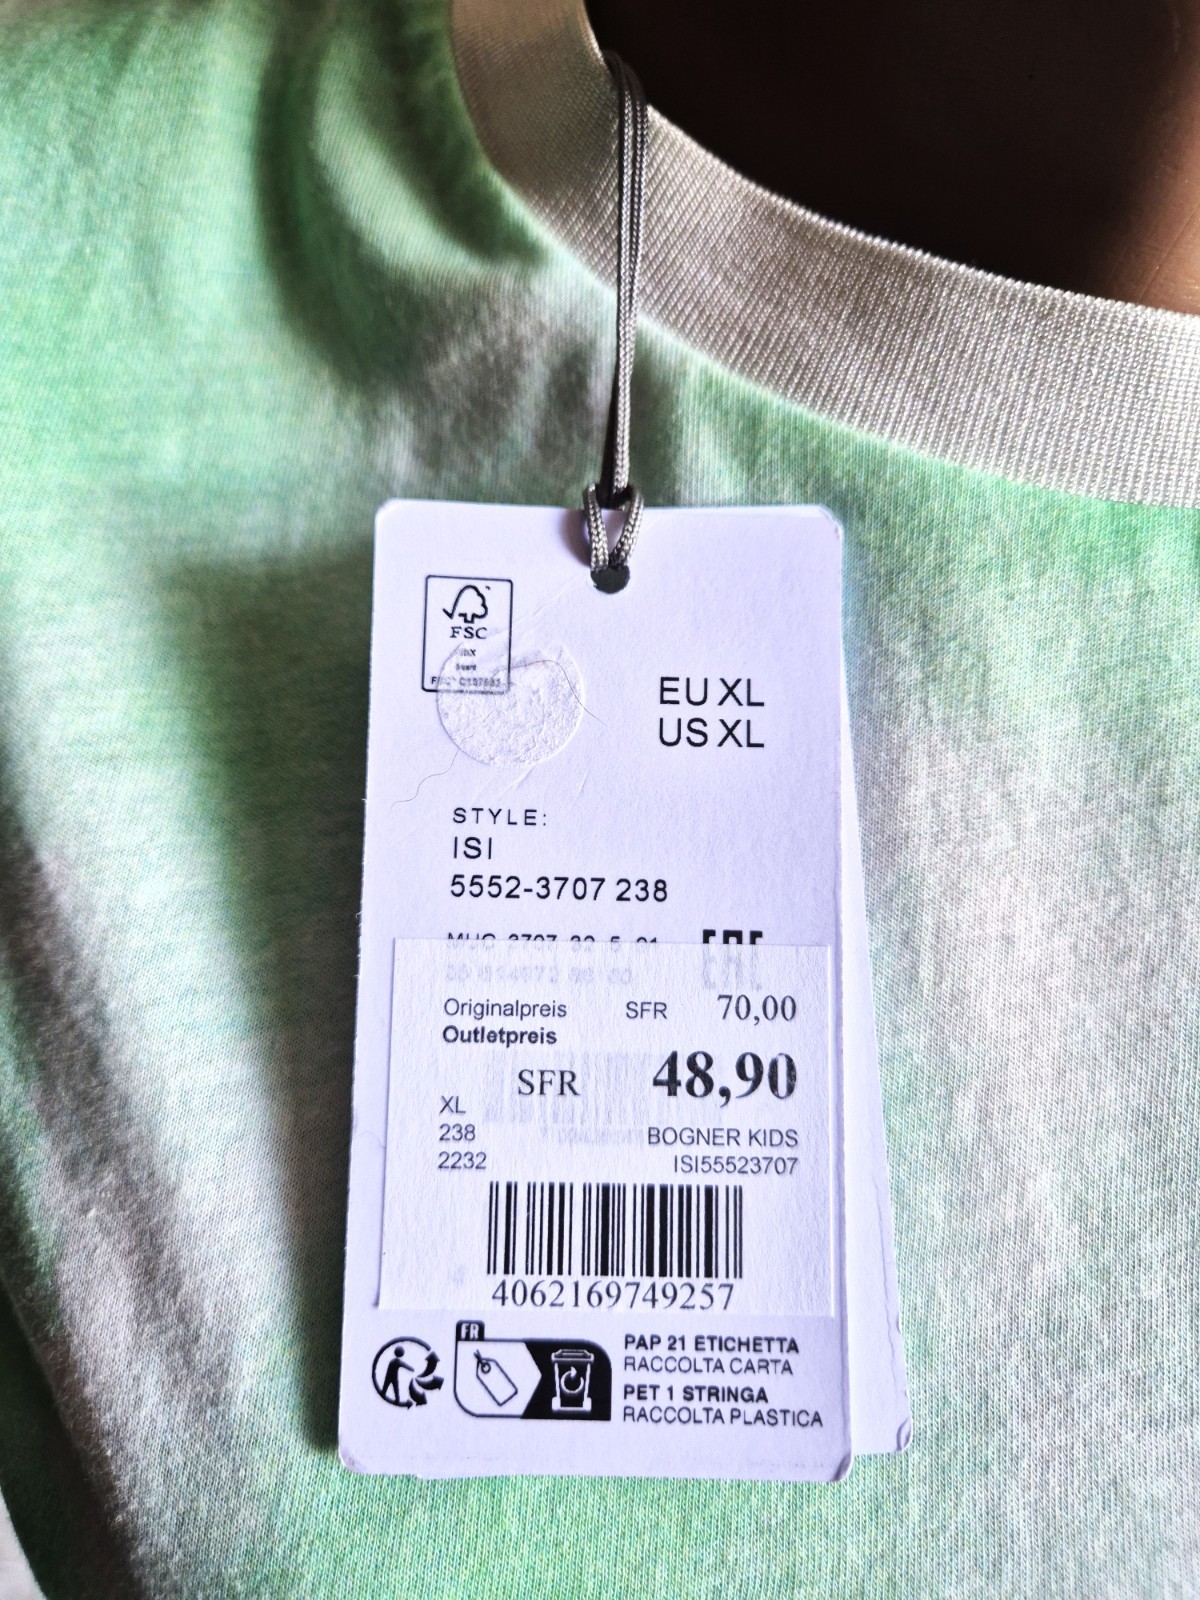 FSC
EU XL
US XL
STYLE:
ISI
5552-3707 238
Originalpreis SFR 70,00
Outletpreis
SFR 48,90
XL
238 BOGNER KIDS
2232 ISI55523707
4062169749257
FR
PAP 21 ETICHETTA
RACCOLTA CARTA
PET 1 STRINGA
RACCOLTA PLASTICA